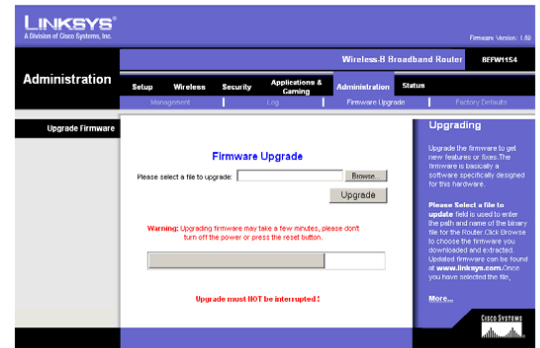 LINKSYS®
A Division of Cisco Systems, Inc.
Firmware Version: 1.50
Wireless-B Broadband Router BEFW11S4
Administration
Setup Wireless Security Applications & Gaming Administration Status
Management Log Firmware Upgrade Factory Defaults
Upgrade Firmware
Firmware Upgrade
Please select a file to upgrade: Browse...
Upgrade
Warning: Upgrading firmware may take a few minutes, please don't
turn off the power or press the reset button.
Upgrade must NOT be interrupted !
Upgrading
Upgrade the firmware to get
new features or fixes.The
firmware is basically a
software specifically designed
for this hardware.
Please Select a file to
update field is used to enter
the path and name of the binary
file for the Router.Click Browse
to choose the firmware you
downloaded and extracted.
Updated firmware can be found
at www.linksys.com.Once
you have selected the file,
More...
CISCO SYSTEMS